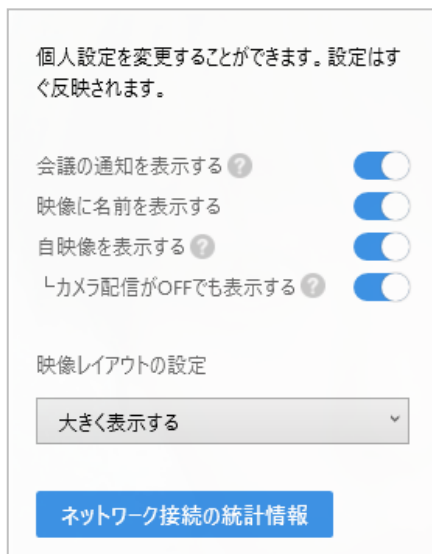 個人設定を変更することができます。設定はす
ぐ反映されます。
会議の通知を表示する ?
映像に名前を表示する
自映像を表示する ?
└カメラ配信がOFFでも表示する ?
映像レイアウトの設定
大きく表示する
ネットワーク接続の統計情報